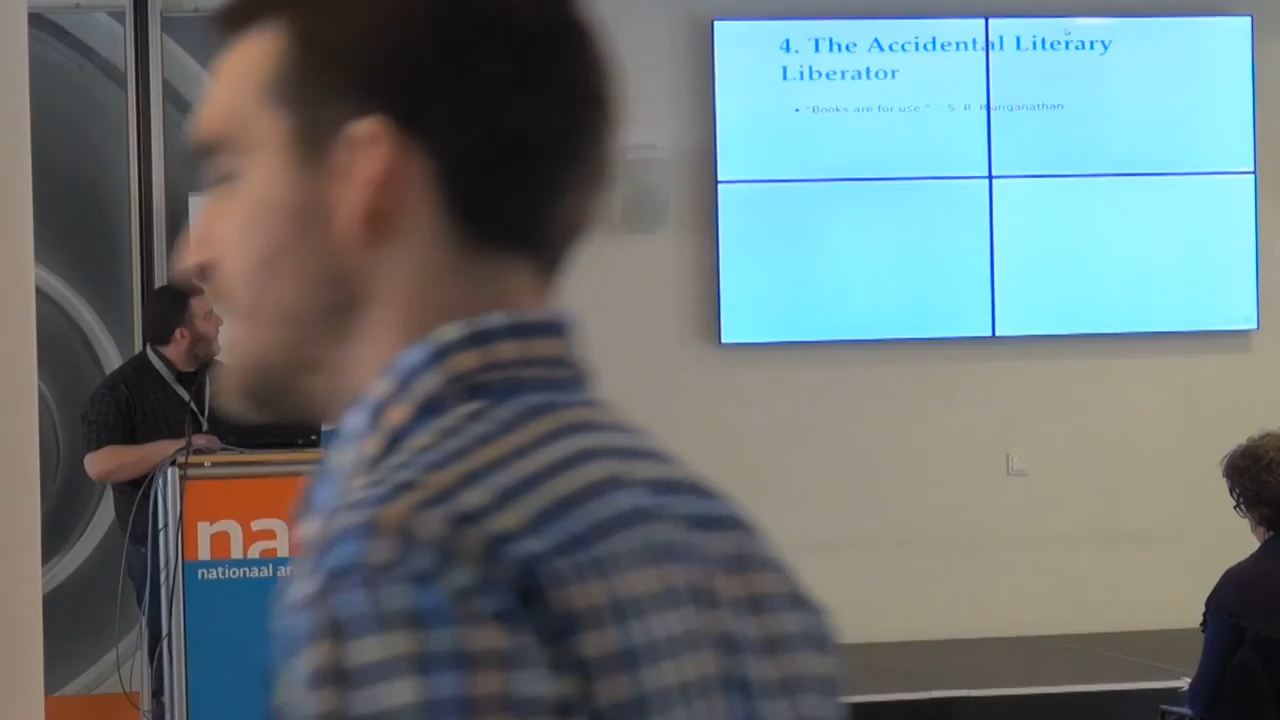 4. The Accidental Literary
Liberator
• "Books are for use." S. R. Ranganathan
na
nationaal ar